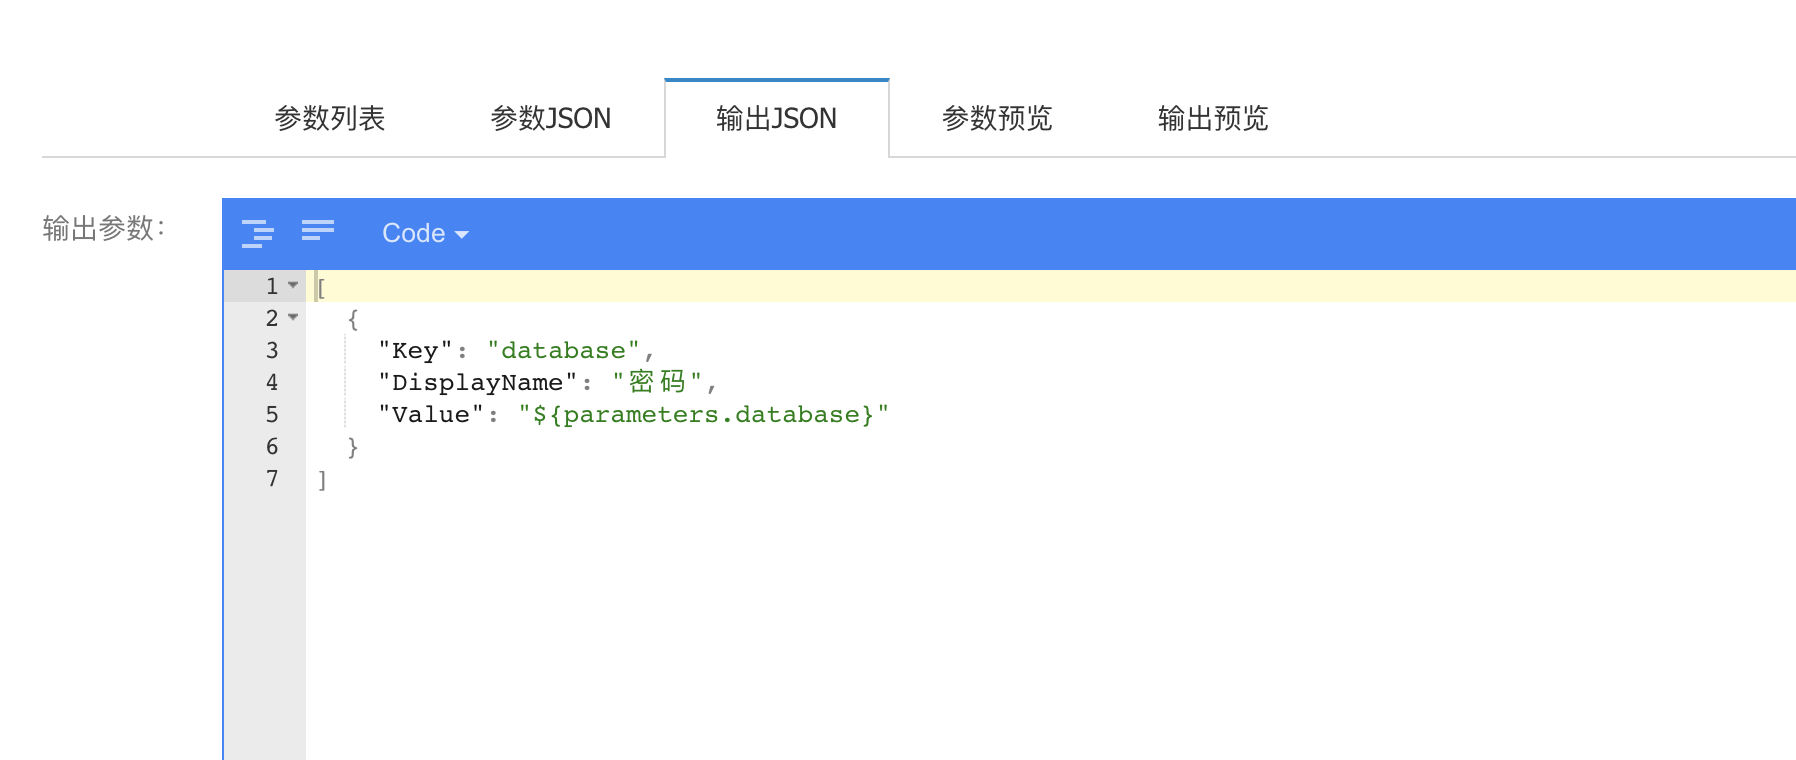 参数列表 参数JSON 输出JSON 参数预览 输出预览
输出参数:
Code
1 [
2 {
3 "Key": "database",
4 "DisplayName": "密码",
5 "Value": "${parameters.database}"
6 }
7 ]